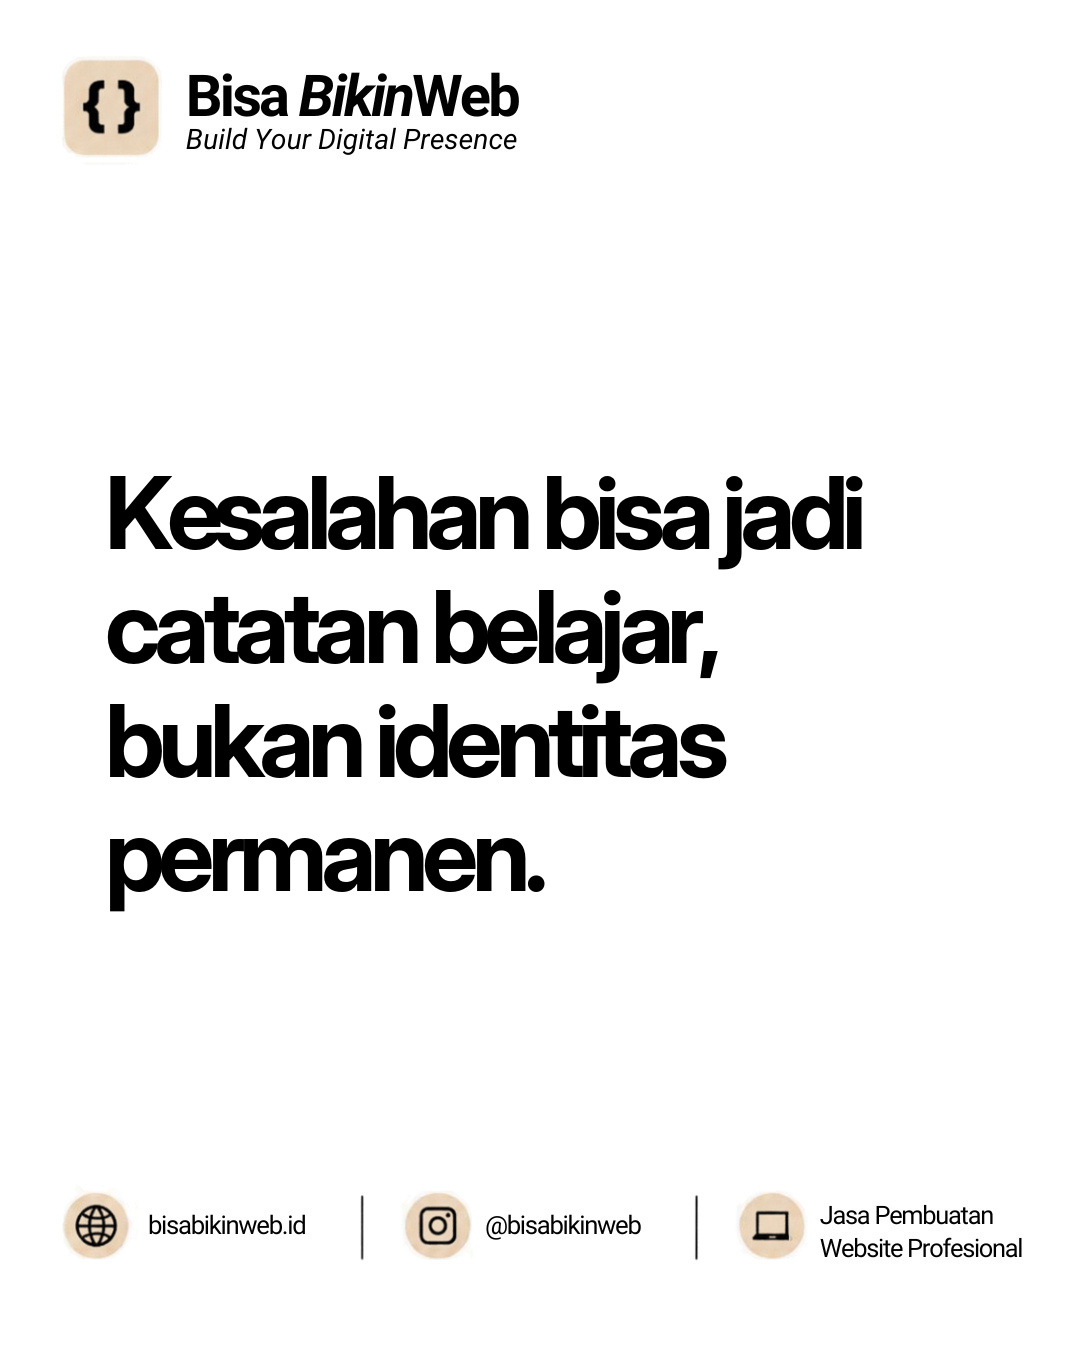 { }
Bisa BikinWeb
Build Your Digital Presence
Kesalahan bisa jadi
catatan belajar,
bukan identitas
permanen.
bisabikinweb.id
@bisabikinweb
Jasa Pembuatan
Website Profesional